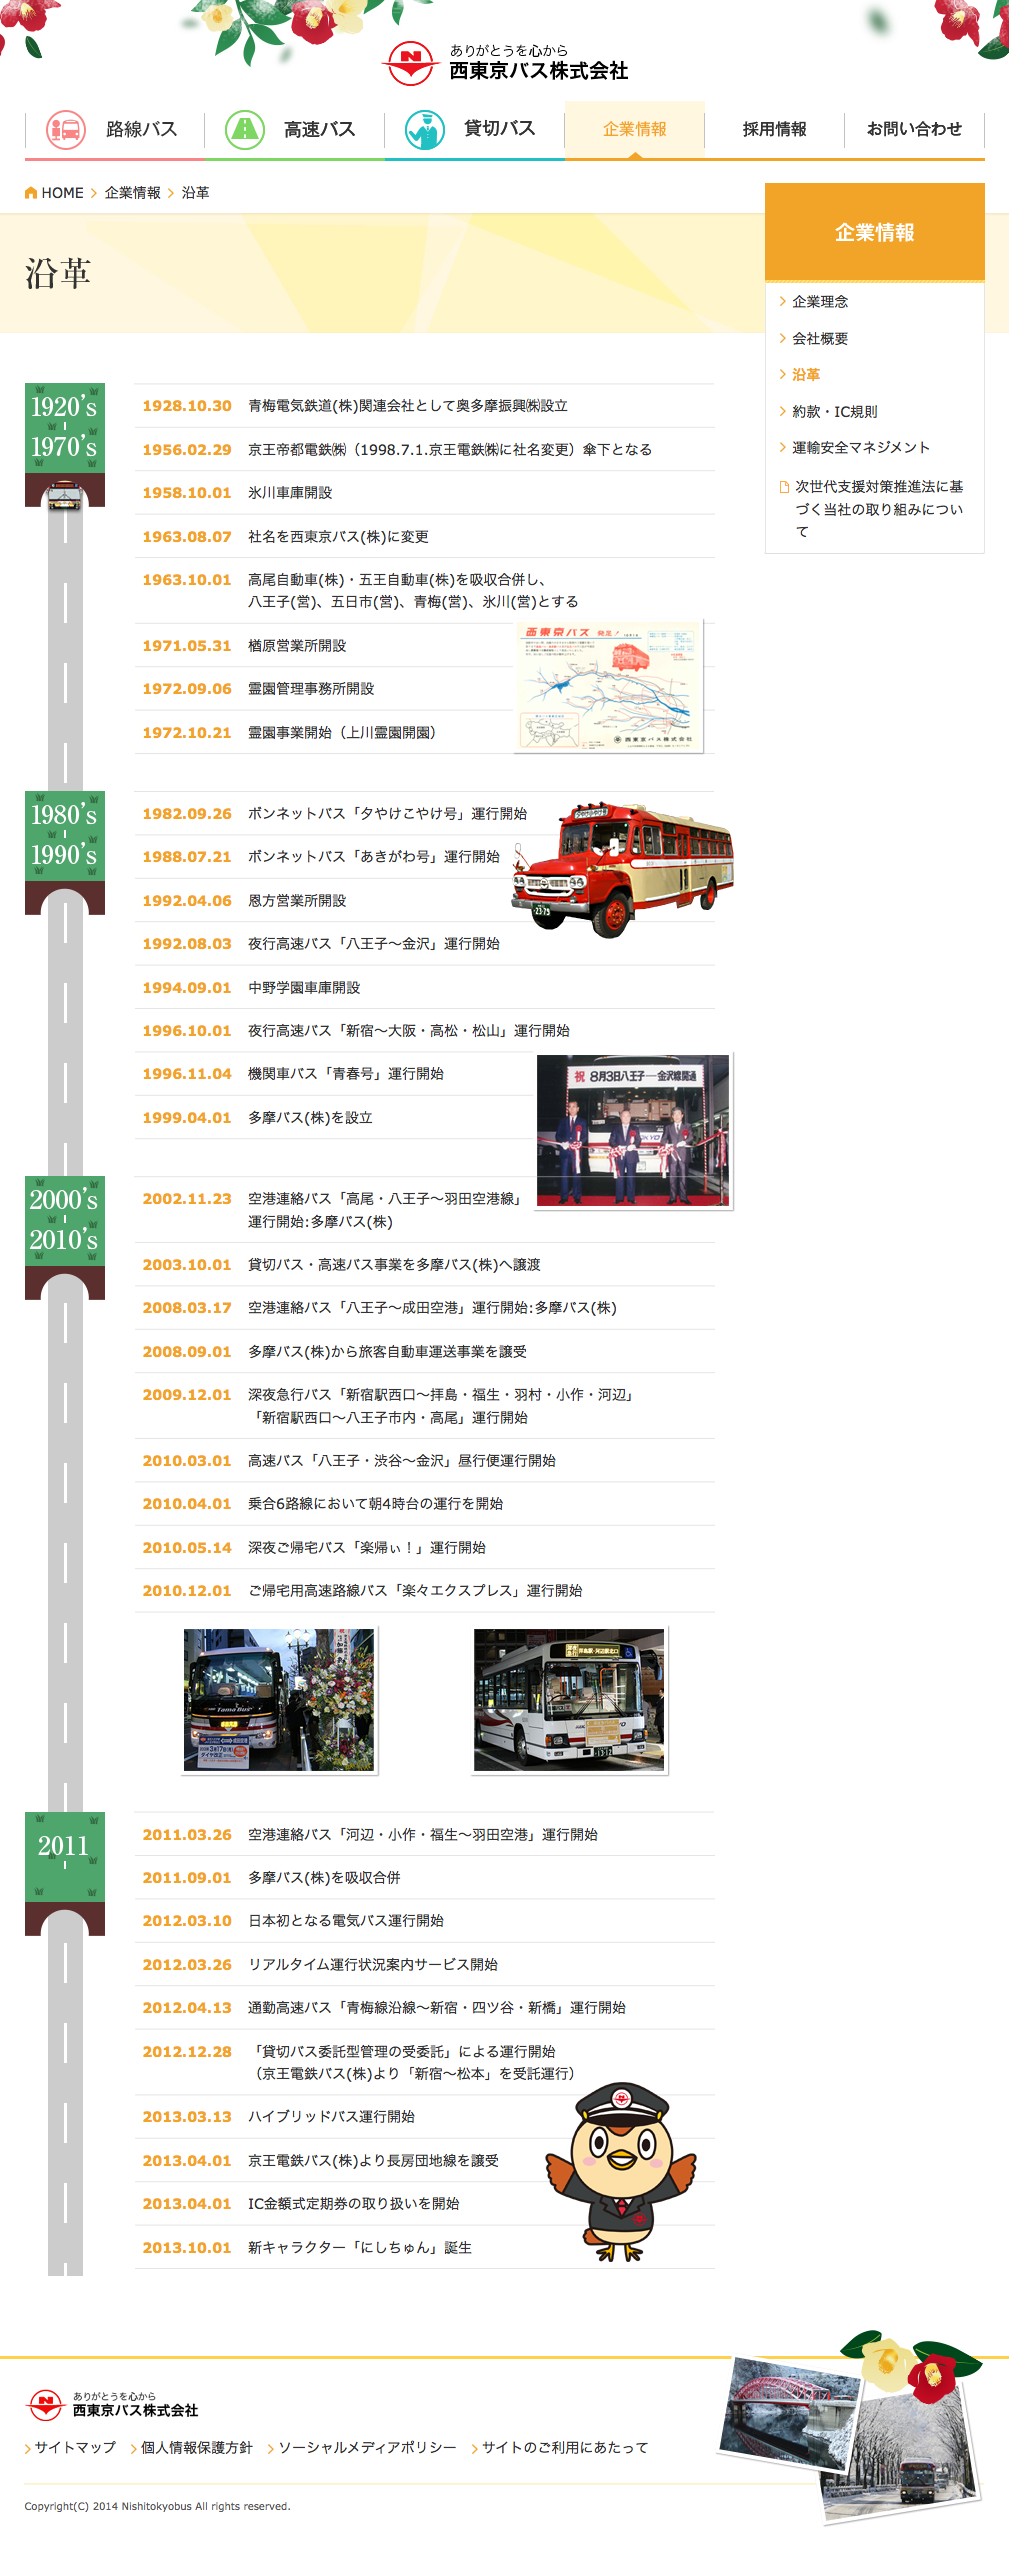 ありがとうを心から
西東京バス株式会社
路線バス
高速バス
貸切バス
企業情報
採用情報
お問い合わせ
HOME
企業情報
沿革
沿革
企業情報
企業理念
会社概要
沿革
約款・IC規則
運輸安全マネジメント
次世代支援対策推進法に基
づく当社の取り組みについ
て
1920's
1970's
1928.10.30 青梅電気鉄道(株)関連会社として奥多摩振興㈱設立
1956.02.29 京王帝都電鉄㈱（1998.7.1.京王電鉄㈱に社名変更）傘下となる
1958.10.01 氷川車庫開設
1963.08.07 社名を西東京バス(株)に変更
1963.10.01 高尾自動車(株)・五王自動車(株)を吸収合併し、
八王子(営)、五日市(営)、青梅(営)、氷川(営)とする
1971.05.31 楢原営業所開設
1972.09.06 霊園管理事務所開設
1972.10.21 霊園事業開始（上川霊園開園）
西東京バス 発足！
西東京バス株式会社
1980's
1990's
1982.09.26 ボンネットバス「夕やけこやけ号」運行開始
1988.07.21 ボンネットバス「あきがわ号」運行開始
1992.04.06 恩方営業所開設
1992.08.03 夜行高速バス「八王子～金沢」運行開始
1994.09.01 中野学園車庫開設
1996.10.01 夜行高速バス「新宿～大阪・高松・松山」運行開始
1996.11.04 機関車バス「青春号」運行開始
1999.04.01 多摩バス(株)を設立
23-79
祝 8月3日八王子―金沢線開通
2000's
2010's
2002.11.23 空港連絡バス「高尾・八王子～羽田空港線」
運行開始:多摩バス(株)
2003.10.01 貸切バス・高速バス事業を多摩バス(株)へ譲渡
2008.03.17 空港連絡バス「八王子～成田空港」運行開始:多摩バス(株)
2008.09.01 多摩バス(株)から旅客自動車運送事業を譲受
2009.12.01 深夜急行バス「新宿駅西口～拝島・福生・羽村・小作・河辺」
「新宿駅西口～八王子市内・高尾」運行開始
2010.03.01 高速バス「八王子・渋谷～金沢」昼行便運行開始
2010.04.01 乗合6路線において朝4時台の運行を開始
2010.05.14 深夜ご帰宅バス「楽帰ぃ！」運行開始
2010.12.01 ご帰宅用高速路線バス「楽々エクスプレス」運行開始
Tama Bus
3月17日(月)
ダイヤ改正
2011
2011.03.26 空港連絡バス「河辺・小作・福生～羽田空港」運行開始
2011.09.01 多摩バス(株)を吸収合併
2012.03.10 日本初となる電気バス運行開始
2012.03.26 リアルタイム運行状況案内サービス開始
2012.04.13 通勤高速バス「青梅線沿線～新宿・四ツ谷・新橋」運行開始
2012.12.28 「貸切バス委託型管理の受委託」による運行開始
（京王電鉄バス(株)より「新宿～松本」を受託運行）
2013.03.13 ハイブリッドバス運行開始
2013.04.01 京王電鉄バス(株)より長房団地線を譲受
2013.04.01 IC金額式定期券の取り扱いを開始
2013.10.01 新キャラクター「にしちゅん」誕生
ありがとうを心から
西東京バス株式会社
サイトマップ
個人情報保護方針
ソーシャルメディアポリシー
サイトのご利用にあたって
Copyright(C) 2014 Nishitokyobus All rights reserved.